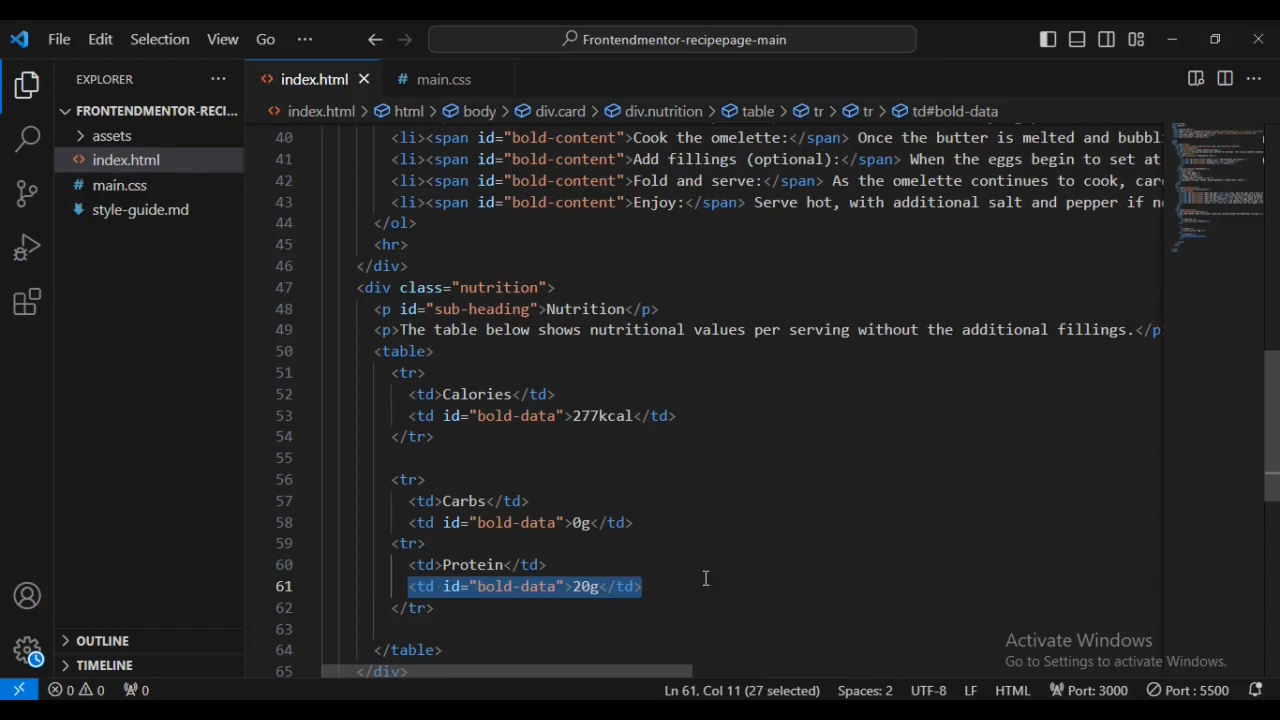 File Edit Selection View Go ··· Frontendmentor-recipepage-main
EXPLORER ···
index.html
main.css
FRONTENDMENTOR-RECI...
assets
index.html
main.css
style-guide.md
OUTLINE
TIMELINE
index.html > html > body > div.card > div.nutrition > table > tr > tr > td#bold-data
40 <li><span id="bold-content">Cook the omelette:</span> Once the butter is melted and bubbl
41 <li><span id="bold-content">Add fillings (optional):</span> When the eggs begin to set at
42 <li><span id="bold-content">Fold and serve:</span> As the omelette continues to cook, care
43 <li><span id="bold-content">Enjoy:</span> Serve hot, with additional salt and pepper if ne
44 </ol>
45 <hr>
46 </div>
47 <div class="nutrition">
48 <p id="sub-heading">Nutrition</p>
49 <p>The table below shows nutritional values per serving without the additional fillings.</p
50 <table>
51 <tr>
52 <td>Calories</td>
53 <td id="bold-data">277kcal</td>
54 </tr>
55
56 <tr>
57 <td>Carbs</td>
58 <td id="bold-data">0g</td>
59 <tr>
60 <td>Protein</td>
61 <td id="bold-data">20g</td>
62 </tr>
63
64 </table>
65 </div>
Activate Windows
Go to Settings to activate Windows.
0 0 0 Ln 61, Col 11 (27 selected) Spaces: 2 UTF-8 LF HTML Port: 3000 Port : 5500